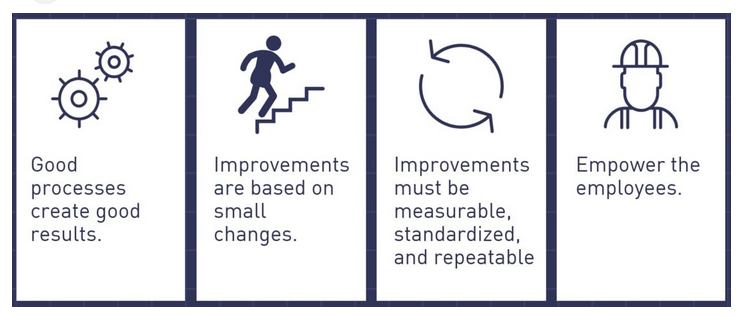 Good
processes
create good
results.
Improvements
are based on
small
changes.
Improvements
must be
measurable,
standardized,
and repeatable
Empower the
employees.